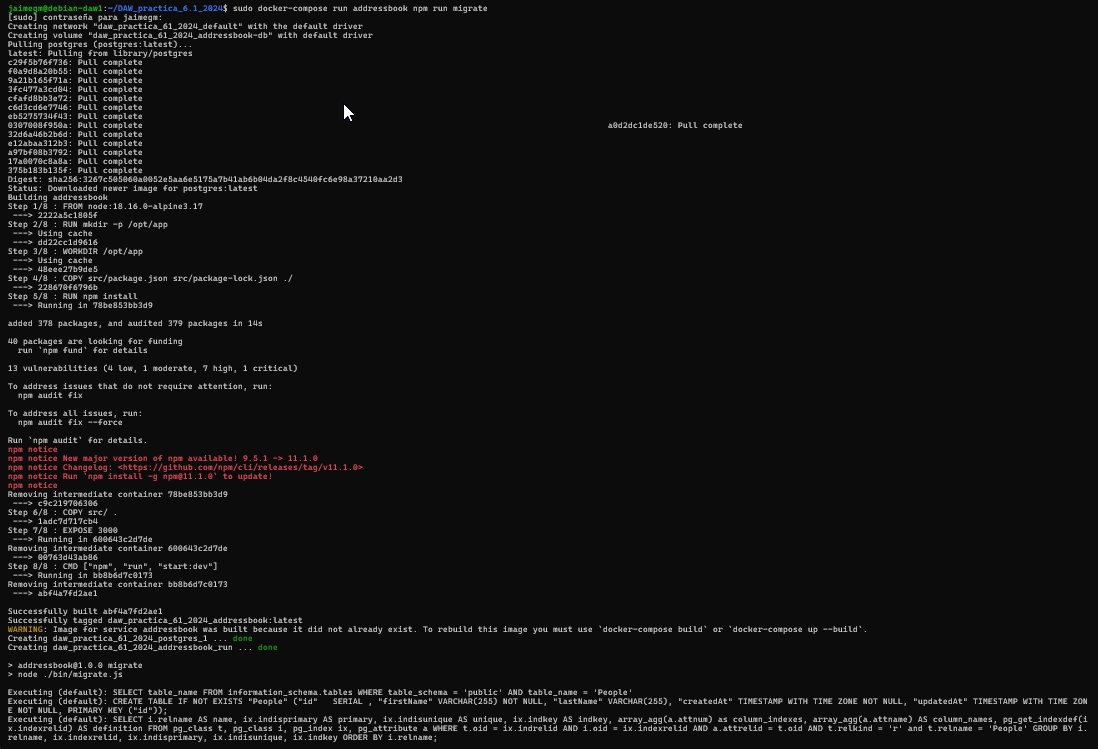 jaimegm@debian-daw1:~/DAW_practica_6.1_2024$ sudo docker-compose run addressbook npm run migrate
[sudo] contraseña para jaimegm:
Creating network "daw_practica_61_2024_default" with the default driver
Creating volume "daw_practica_61_2024_addressbook-db" with default driver
Pulling postgres (postgres:latest)...
latest: Pulling from library/postgres
c29f5b76f736: Pull complete
f0a9d8a20b55: Pull complete
9a21b165f71a: Pull complete
3fc477a3cd04: Pull complete
cfafd8bb3e72: Pull complete
c6d3cd6e7746: Pull complete
eb5275734f43: Pull complete
0307008f950a: Pull complete a0d2dc1de520: Pull complete
32d6a46b2b6d: Pull complete
e12abaa312b3: Pull complete
a97bf08b3792: Pull complete
17a0070c8a8a: Pull complete
375b183b135f: Pull complete
Digest: sha256:3267c505060a0052e5aa6e5175a7b41ab6b04da2f8c4540fc6e98a37210aa2d3
Status: Downloaded newer image for postgres:latest
Building addressbook
Step 1/8 : FROM node:18.16.0-alpine3.17
---> 2222a5c1805f
Step 2/8 : RUN mkdir -p /opt/app
---> Using cache
---> dd22cc1d9616
Step 3/8 : WORKDIR /opt/app
---> Using cache
---> 48eee27b9de5
Step 4/8 : COPY src/package.json src/package-lock.json ./
---> 228670f6796b
Step 5/8 : RUN npm install
---> Running in 78be853bb3d9
added 378 packages, and audited 379 packages in 14s
40 packages are looking for funding
run `npm fund` for details
13 vulnerabilities (4 low, 1 moderate, 7 high, 1 critical)
To address issues that do not require attention, run:
npm audit fix
To address all issues, run:
npm audit fix --force
Run `npm audit` for details.
npm notice
npm notice New major version of npm available! 9.5.1 -> 11.1.0
npm notice Changelog: <https://github.com/npm/cli/releases/tag/v11.1.0>
npm notice Run `npm install -g npm@11.1.0` to update!
npm notice
Removing intermediate container 78be853bb3d9
---> c9c219706306
Step 6/8 : COPY src/ .
---> 1adc7d717cb4
Step 7/8 : EXPOSE 3000
---> Running in 600643c2d7de
Removing intermediate container 600643c2d7de
---> 00763d43ab86
Step 8/8 : CMD ["npm", "run", "start:dev"]
---> Running in bb8b6d7c0173
Removing intermediate container bb8b6d7c0173
---> abf4a7fd2ae1
Successfully built abf4a7fd2ae1
Successfully tagged daw_practica_61_2024_addressbook:latest
WARNING: Image for service addressbook was built because it did not already exist. To rebuild this image you must use `docker-compose build` or `docker-compose up --build`.
Creating daw_practica_61_2024_postgres_1 ... done
Creating daw_practica_61_2024_addressbook_run ... done
> addressbook@1.0.0 migrate
> node ./bin/migrate.js
Executing (default): SELECT table_name FROM information_schema.tables WHERE table_schema = 'public' AND table_name = 'People'
Executing (default): CREATE TABLE IF NOT EXISTS "People" ("id"   SERIAL , "firstName" VARCHAR(255) NOT NULL, "lastName" VARCHAR(255), "createdAt" TIMESTAMP WITH TIME ZONE NOT NULL, "updatedAt" TIMESTAMP WITH TIME ZON
E NOT NULL, PRIMARY KEY ("id"));
Executing (default): SELECT i.relname AS name, ix.indisprimary AS primary, ix.indisunique AS unique, ix.indkey AS indkey, array_agg(a.attnum) as column_indexes, array_agg(a.attname) AS column_names, pg_get_indexdef(i
x.indexrelid) AS definition FROM pg_class t, pg_class i, pg_index ix, pg_attribute a WHERE t.oid = ix.indrelid AND i.oid = ix.indexrelid AND a.attrelid = t.oid AND t.relkind = 'r' and t.relname = 'People' GROUP BY i.
relname, ix.indexrelid, ix.indisprimary, ix.indisunique, ix.indkey ORDER BY i.relname;